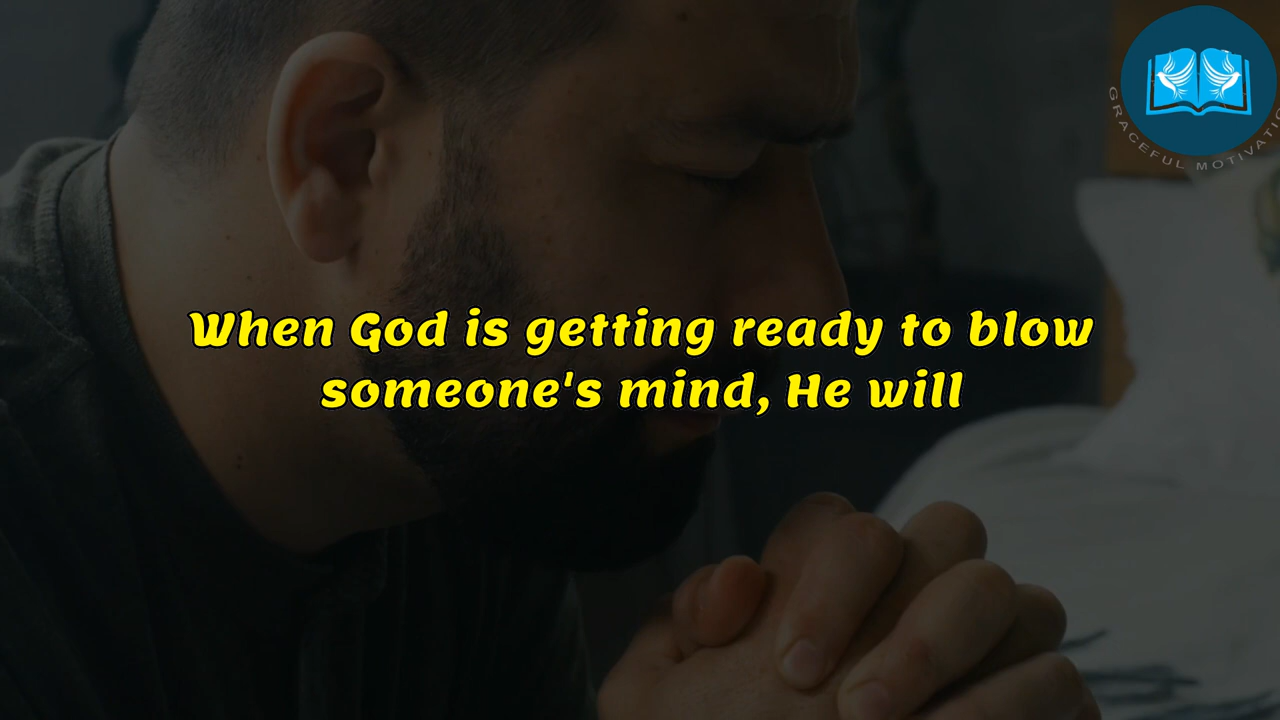 GRACEFUL MOTIVATIO
When God is getting ready to blow
someone's mind, He will